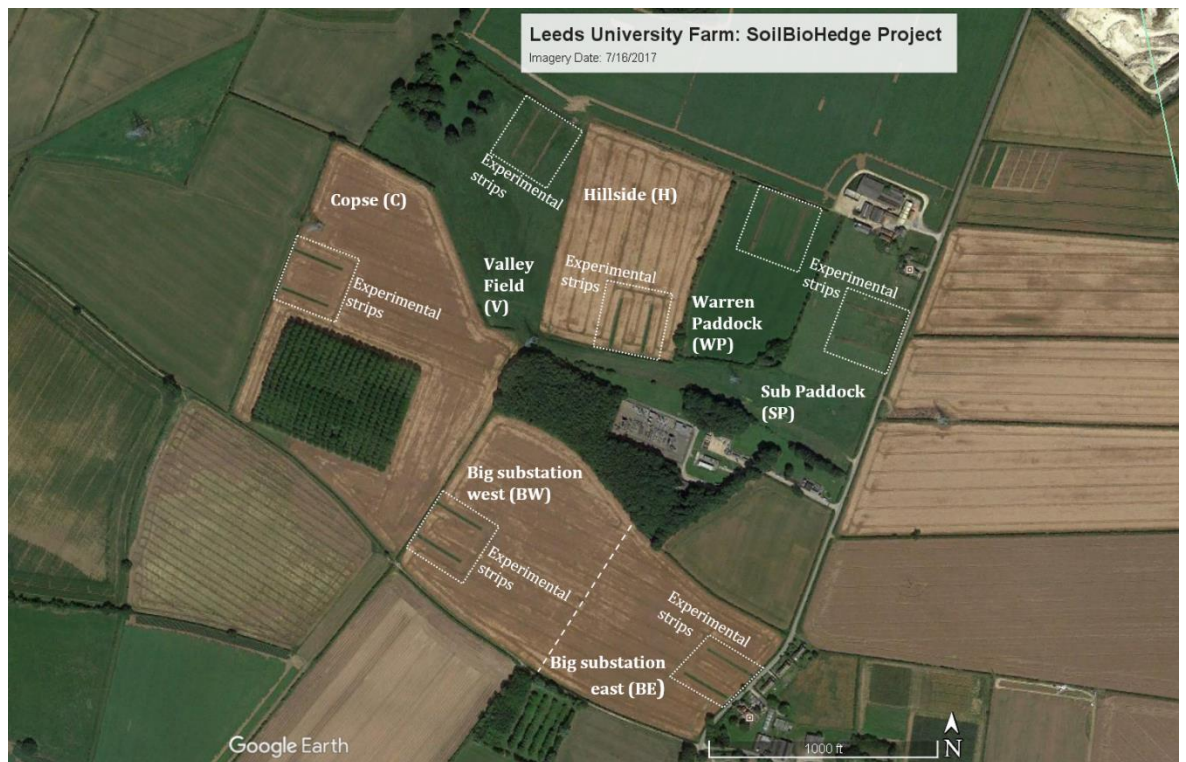 Leeds University Farm: SoilBioHedge Project
Imagery Date: 7/16/2017
Experimental
strips
Copse (C)
Hillside (H)
Experimental
strips
Valley
Field
(V)
Experimental
strips
Warren
Paddock
(WP)
Experimental
strips
Sub Paddock
(SP)
Big substation
west (BW)
Experimental
strips
Experimental
strips
Big substation
east (BE)
Google Earth
1000 ft
N